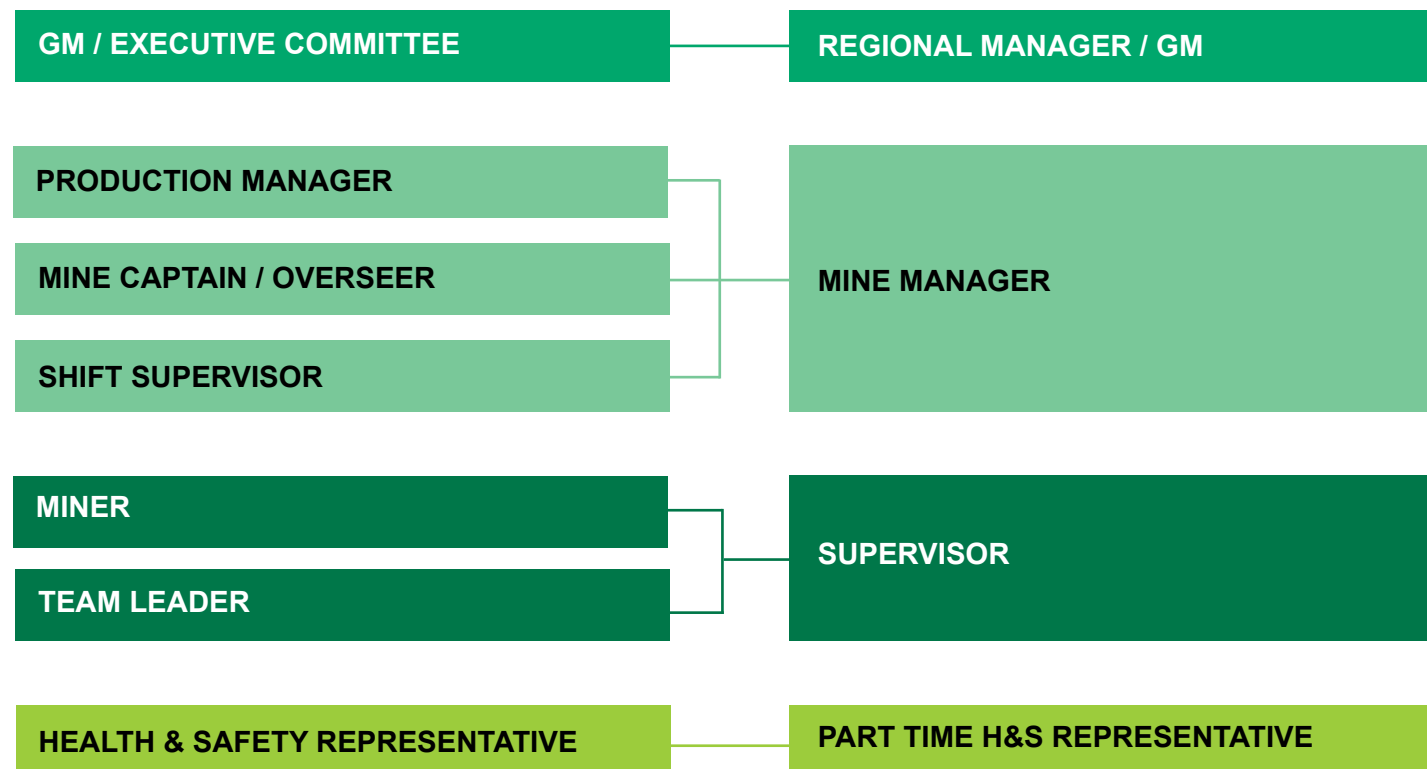 GM / EXECUTIVE COMMITTEE
REGIONAL MANAGER / GM
PRODUCTION MANAGER
MINE CAPTAIN / OVERSEER
SHIFT SUPERVISOR
MINE MANAGER
MINER
TEAM LEADER
SUPERVISOR
HEALTH & SAFETY REPRESENTATIVE
PART TIME H&S REPRESENTATIVE